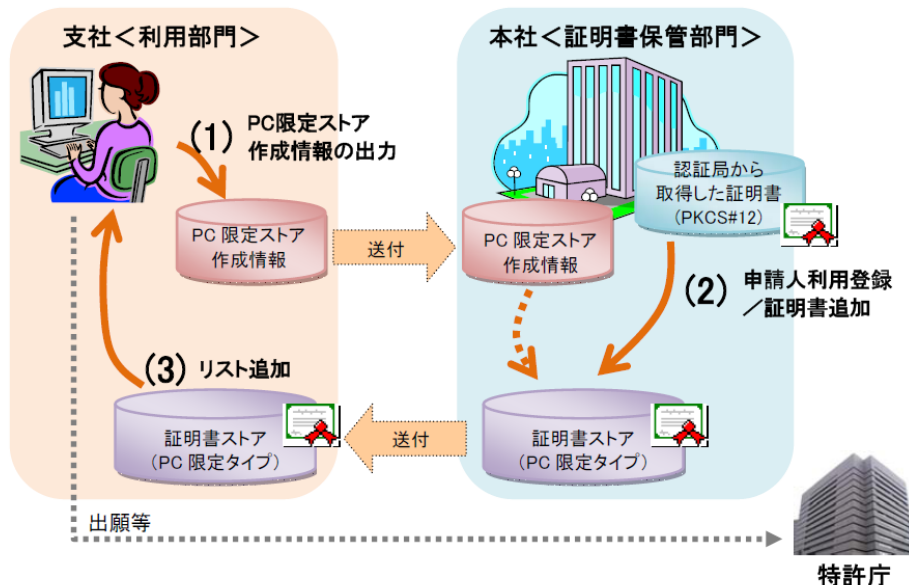 支社＜利用部門＞
本社＜証明書保管部門＞
(1) PC限定ストア
作成情報の出力
認証局から
取得した証明書
(PKCS#12)
PC 限定ストア
作成情報
送付
PC 限定ストア
作成情報
(2) 申請人利用登録
／証明書追加
(3) リスト追加
証明書ストア
(PC 限定タイプ)
送付
証明書ストア
(PC 限定タイプ)
出願等
特許庁